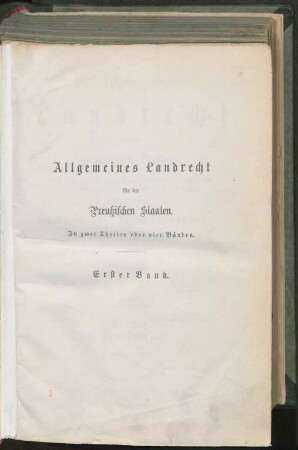 Allgemeines Landrecht
für die
Preußischen Staaten.
In zwei Theilen oder vier Bänden.
Erster Band.